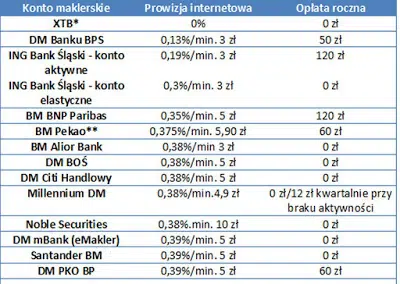 Konto maklerskie Prowizja internetowa Opłata roczna
XTB* 0% 0 zł
DM Banku BPS 0,13%/min. 3 zł 50 zł
ING Bank Śląski - konto 0,19%/min. 3 zł 120 zł
aktywne
ING Bank Śląski - konto 0,3%/min. 3 zł 0 zł
elastyczne
BM BNP Paribas 0,35%/min. 5 zł 120 zł
BM Pekao** 0,375%/min. 5,90 zł 60 zł
BM Alior Bank 0,38%/min 3 zł 0 zł
DM BOŚ 0,38%/min. 5 zł 0 zł
DM Citi Handlowy 0,38%/min. 5 zł 0 zł
Millennium DM 0,38%/min.4,9 zł 0 zł/12 zł kwartalnie przy
braku aktywności
Noble Securities 0,38%.min. 10 zł 0 zł
DM mBank (eMakler) 0,39%/min. 5 zł 0 zł
Santander BM 0,39%/min. 5 zł 0 zł
DM PKO BP 0,39%/min. 5 zł 60 zł